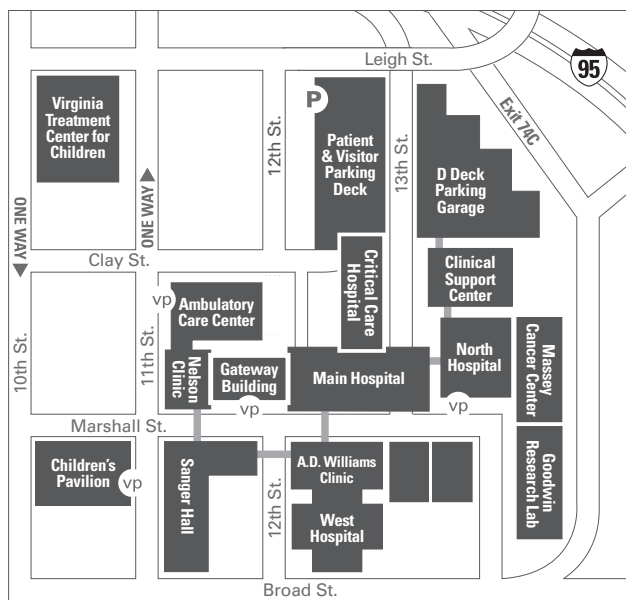 Leigh St.
95
Exit 74C
Virginia
Treatment
Center for
Children
P
Patient
& Visitor
Parking
Deck
12th St.
13th St.
D Deck
Parking
Garage
ONE WAY
ONE WAY
Clay St.
Critical Care
Hospital
Clinical
Support
Center
vp
Ambulatory
Care Center
10th St.
11th St.
Nelson
Clinic
Gateway
Building
vp
Main Hospital
North
Hospital
vp
Massey
Cancer Center
Marshall St.
Children's
Pavilion
vp
Sanger Hall
12th St.
A.D. Williams
Clinic
West
Hospital
Goodwin
Research Lab
Broad St.